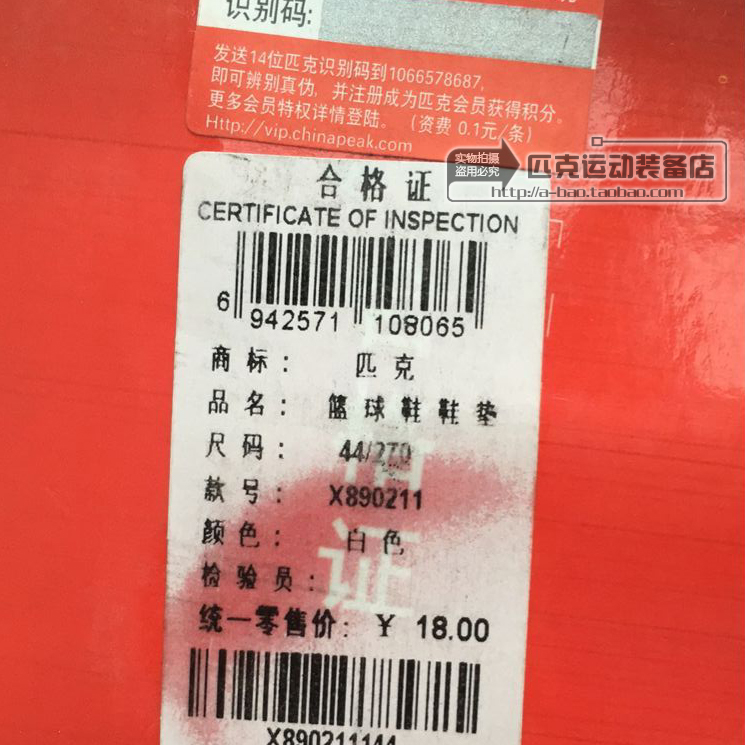 识别码:
发送14位匹克识别码到1066578687,
即可辨别真伪,并注册成为匹克会员获得积分。
更多会员特权详情登陆。(资费 0.1元/条)
Http://vip.chinapeak.com
实物拍摄
盗用必究
匹克运动装备店
http://a-bao.taobao.com
合格证
CERTIFICATE OF INSPECTION
6 942571 108065
商标: 匹克
品名: 篮球鞋鞋垫
尺码: 44/270
款号: X890211
颜色: 白色
检验员:
统一零售价: ¥ 18.00
X890211144